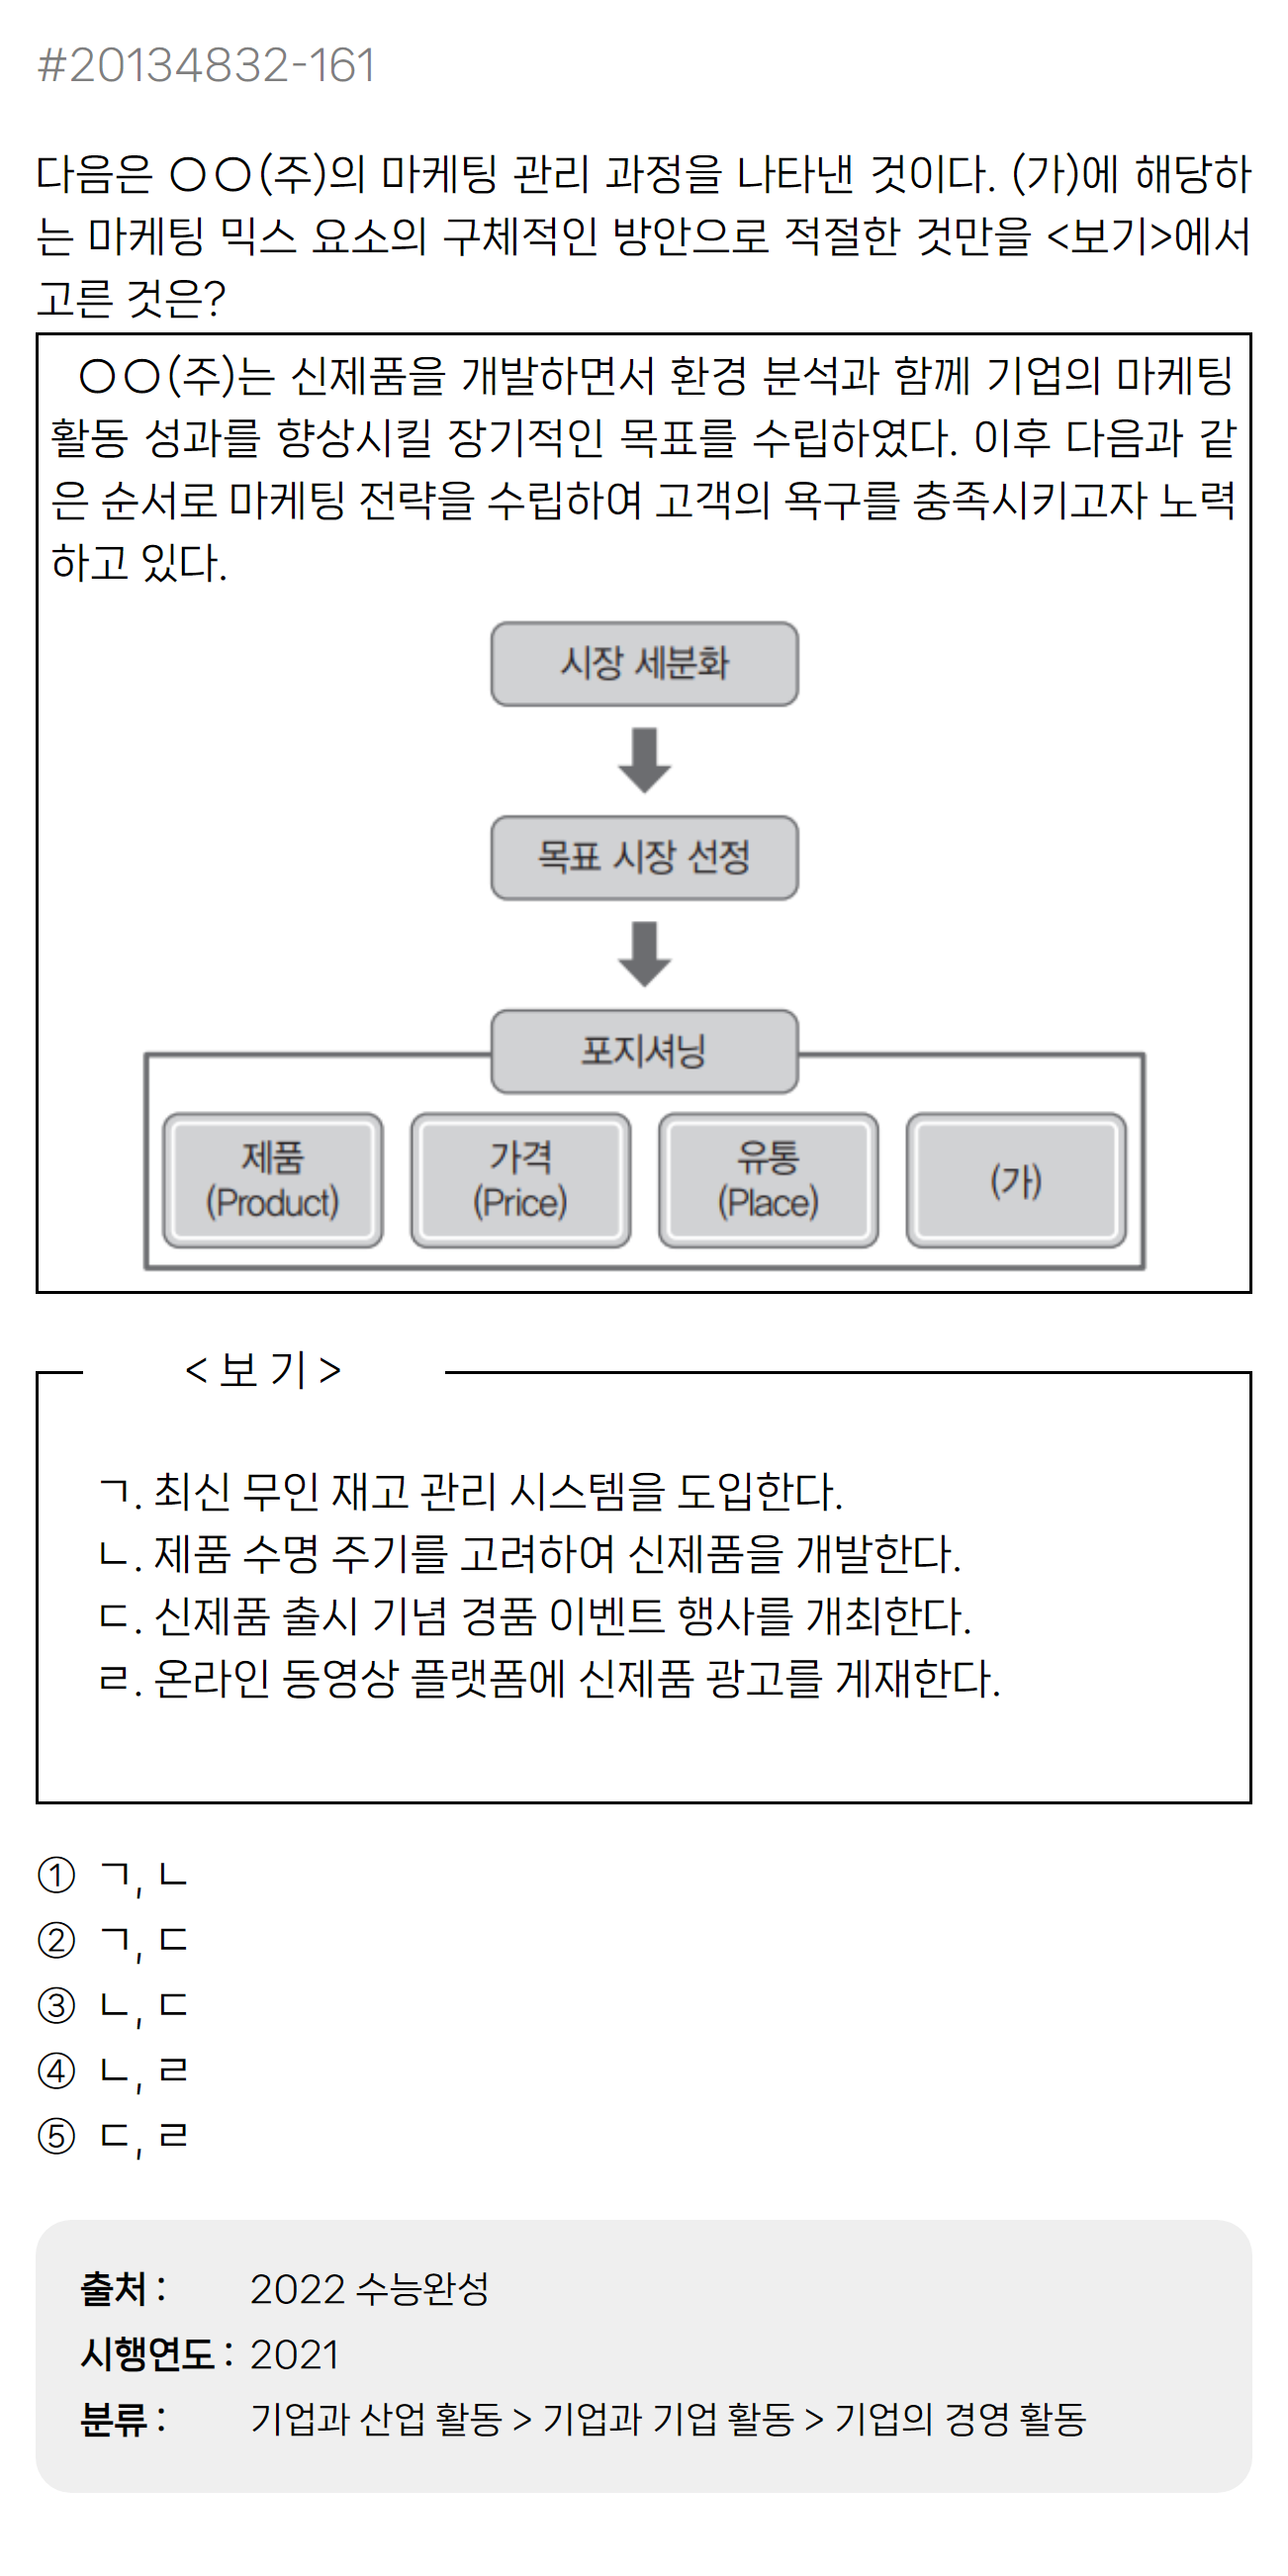 #20134832-161
다음은 ○○(주)의 마케팅 관리 과정을 나타낸 것이다. (가)에 해당하
는 마케팅 믹스 요소의 구체적인 방안으로 적절한 것만을 <보기>에서
고른 것은?
○○(주)는 신제품을 개발하면서 환경 분석과 함께 기업의 마케팅
활동 성과를 향상시킬 장기적인 목표를 수립하였다. 이후 다음과 같
은 순서로 마케팅 전략을 수립하여 고객의 욕구를 충족시키고자 노력
하고 있다.
시장 세분화
목표 시장 선정
포지셔닝
제품
(Product)
가격
(Price)
유통
(Place)
(가)
< 보 기 >
ㄱ. 최신 무인 재고 관리 시스템을 도입한다.
ㄴ. 제품 수명 주기를 고려하여 신제품을 개발한다.
ㄷ. 신제품 출시 기념 경품 이벤트 행사를 개최한다.
ㄹ. 온라인 동영상 플랫폼에 신제품 광고를 게재한다.
① ㄱ, ㄴ
② ㄱ, ㄷ
③ ㄴ, ㄷ
④ ㄴ, ㄹ
⑤ ㄷ, ㄹ
출처 : 2022 수능완성
시행연도 : 2021
분류 : 기업과 산업 활동 > 기업과 기업 활동 > 기업의 경영 활동